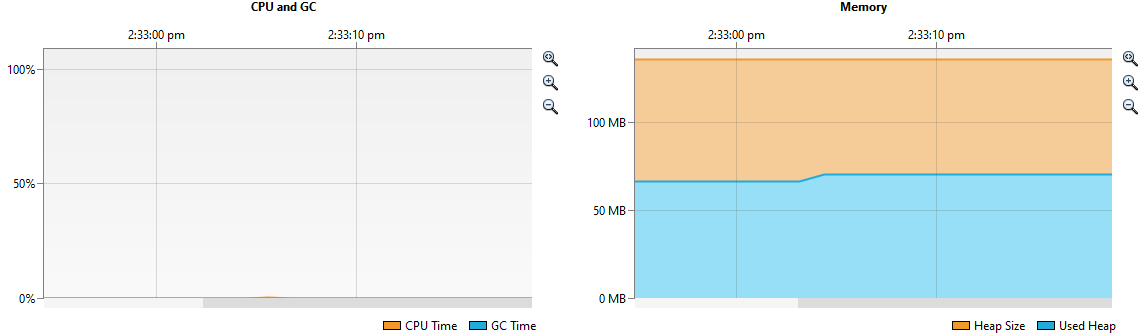 CPU and GC
2:33:00 pm 2:33:10 pm
100%
50%
0%
CPU Time GC Time
Memory
2:33:00 pm 2:33:10 pm
100 MB
50 MB
0 MB
Heap Size Used Heap